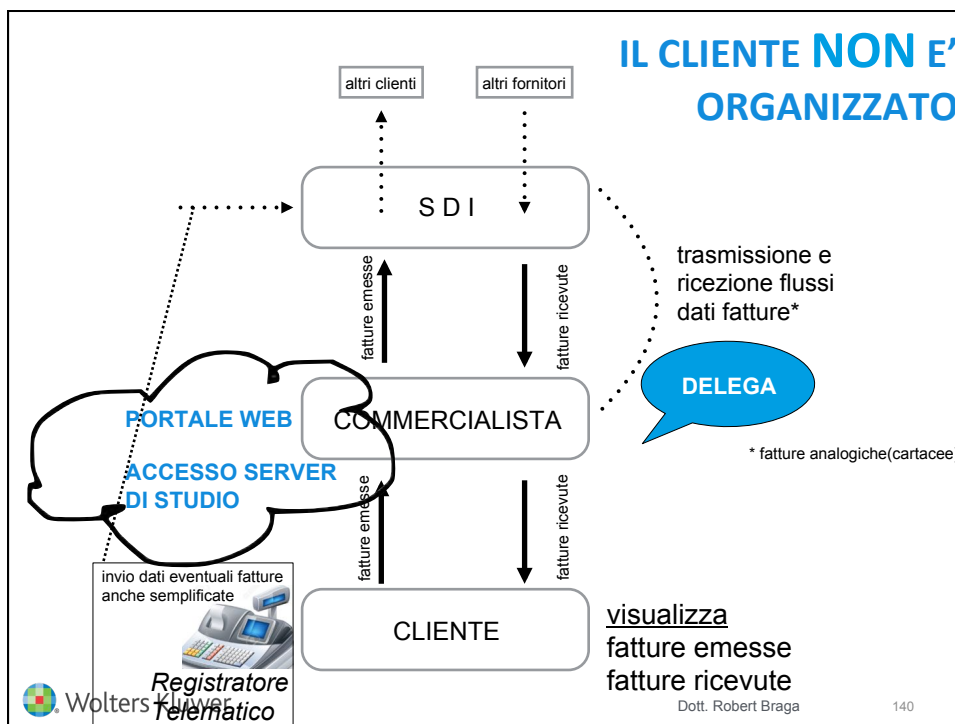 IL CLIENTE NON E'
ORGANIZZATO
altri clienti
altri fornitori
S D I
trasmissione e
ricezione flussi
dati fatture*
fatture emesse
fatture ricevute
DELEGA
PORTALE WEB
COMMERCIALISTA
* fatture analogiche(cartacee)
ACCESSO SERVER
DI STUDIO
fatture emesse
fatture ricevute
invio dati eventuali fatture
anche semplificate
CLIENTE
visualizza
fatture emesse
fatture ricevute
Registratore
Telematico
Wolters Kluwer
Dott. Robert Braga
140